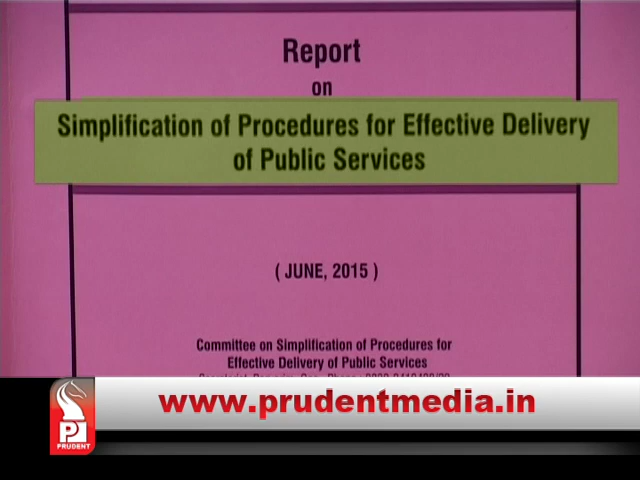 Report
on
Simplification of Procedures for Effective Delivery
of Public Services
( JUNE, 2015 )
Committee on Simplification of Procedures for
Effective Delivery of Public Services
www.prudentmedia.in
P
PRUDENT